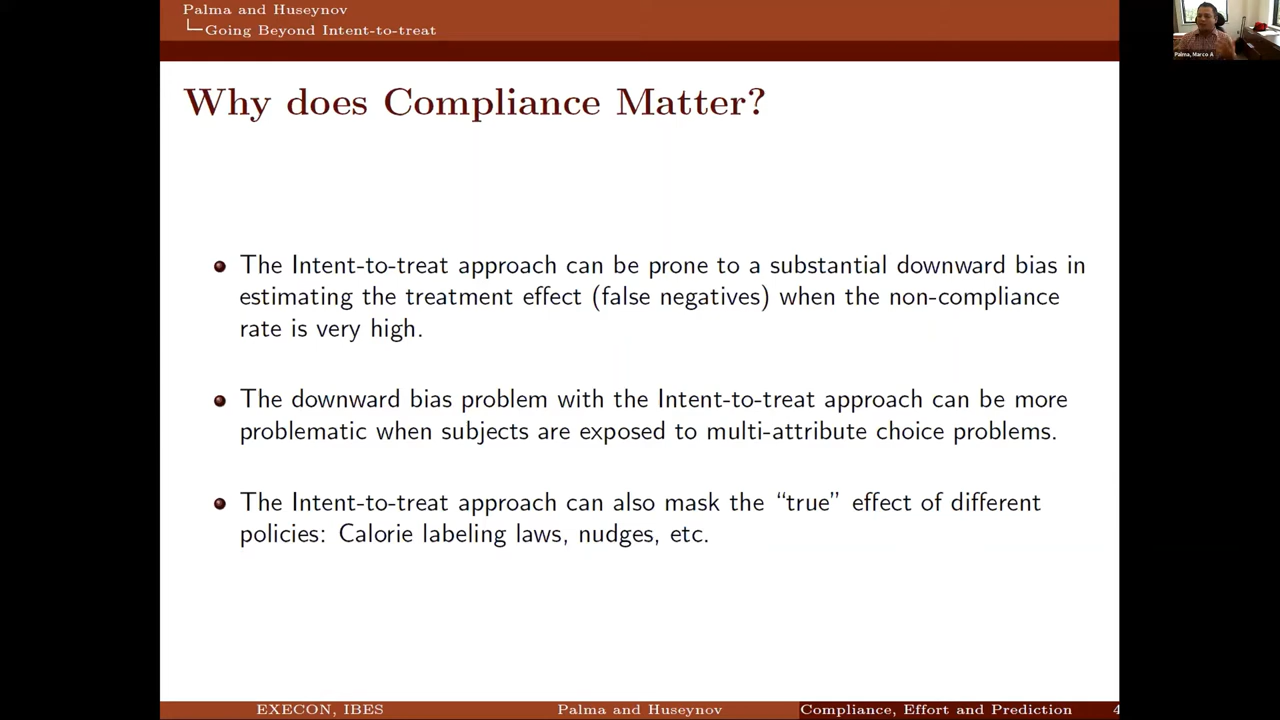 Palma and Huseynov
Going Beyond Intent-to-treat
Palma, Marco A
Why does Compliance Matter?
The Intent-to-treat approach can be prone to a substantial downward bias in
estimating the treatment effect (false negatives) when the non-compliance
rate is very high.
The downward bias problem with the Intent-to-treat approach can be more
problematic when subjects are exposed to multi-attribute choice problems.
The Intent-to-treat approach can also mask the “true” effect of different
policies: Calorie labeling laws, nudges, etc.
EXECON, IBES Palma and Huseynov Compliance, Effort and Prediction 4